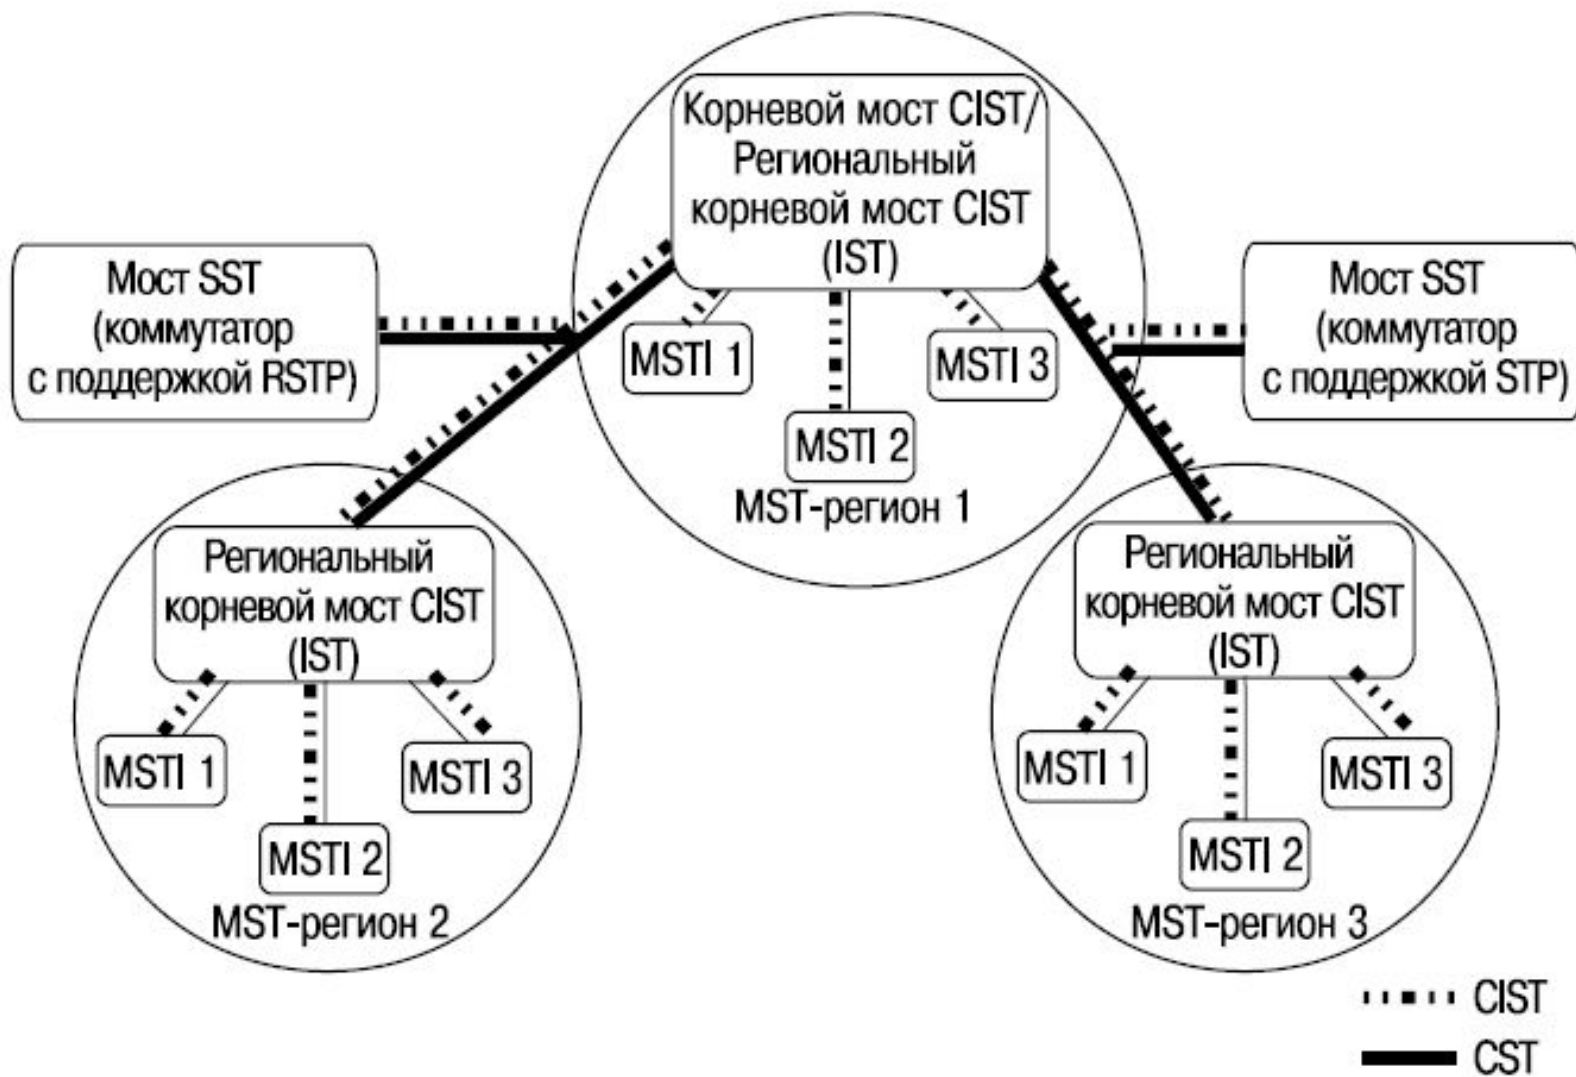 Корневой мост CIST/
Региональный
корневой мост CIST
(IST)
Мост SST
(коммутатор
с поддержкой RSTP)
Мост SST
(коммутатор
с поддержкой STP)
MSTI 1
MSTI 2
MSTI 3
MST-регион 1
Региональный
корневой мост CIST
(IST)
MSTI 1
MSTI 2
MSTI 3
MST-регион 2
Региональный
корневой мост CIST
(IST)
MSTI 1
MSTI 2
MSTI 3
MST-регион 3
CIST
CST